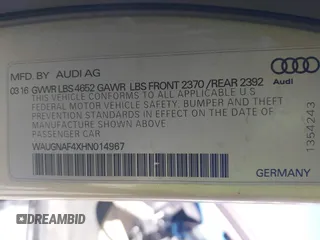 MFD. BY AUDI AG
03 16 GVWR LBS 4652 GAWR LBS FRONT 2370 / REAR 2392
THIS VEHICLE CONFORMS TO ALL APPLICABLE U S
FEDERAL MOTOR VEHICLE SAFETY, BUMPER AND THEFT
PREVENTION STANDARDS IN EFFECT ON THE DATE
OF MANUFACTURE SHOWN ABOVE
PASSENGER CAR
WAUGNAF4XHN014967
GERMANY
Audi
1354243